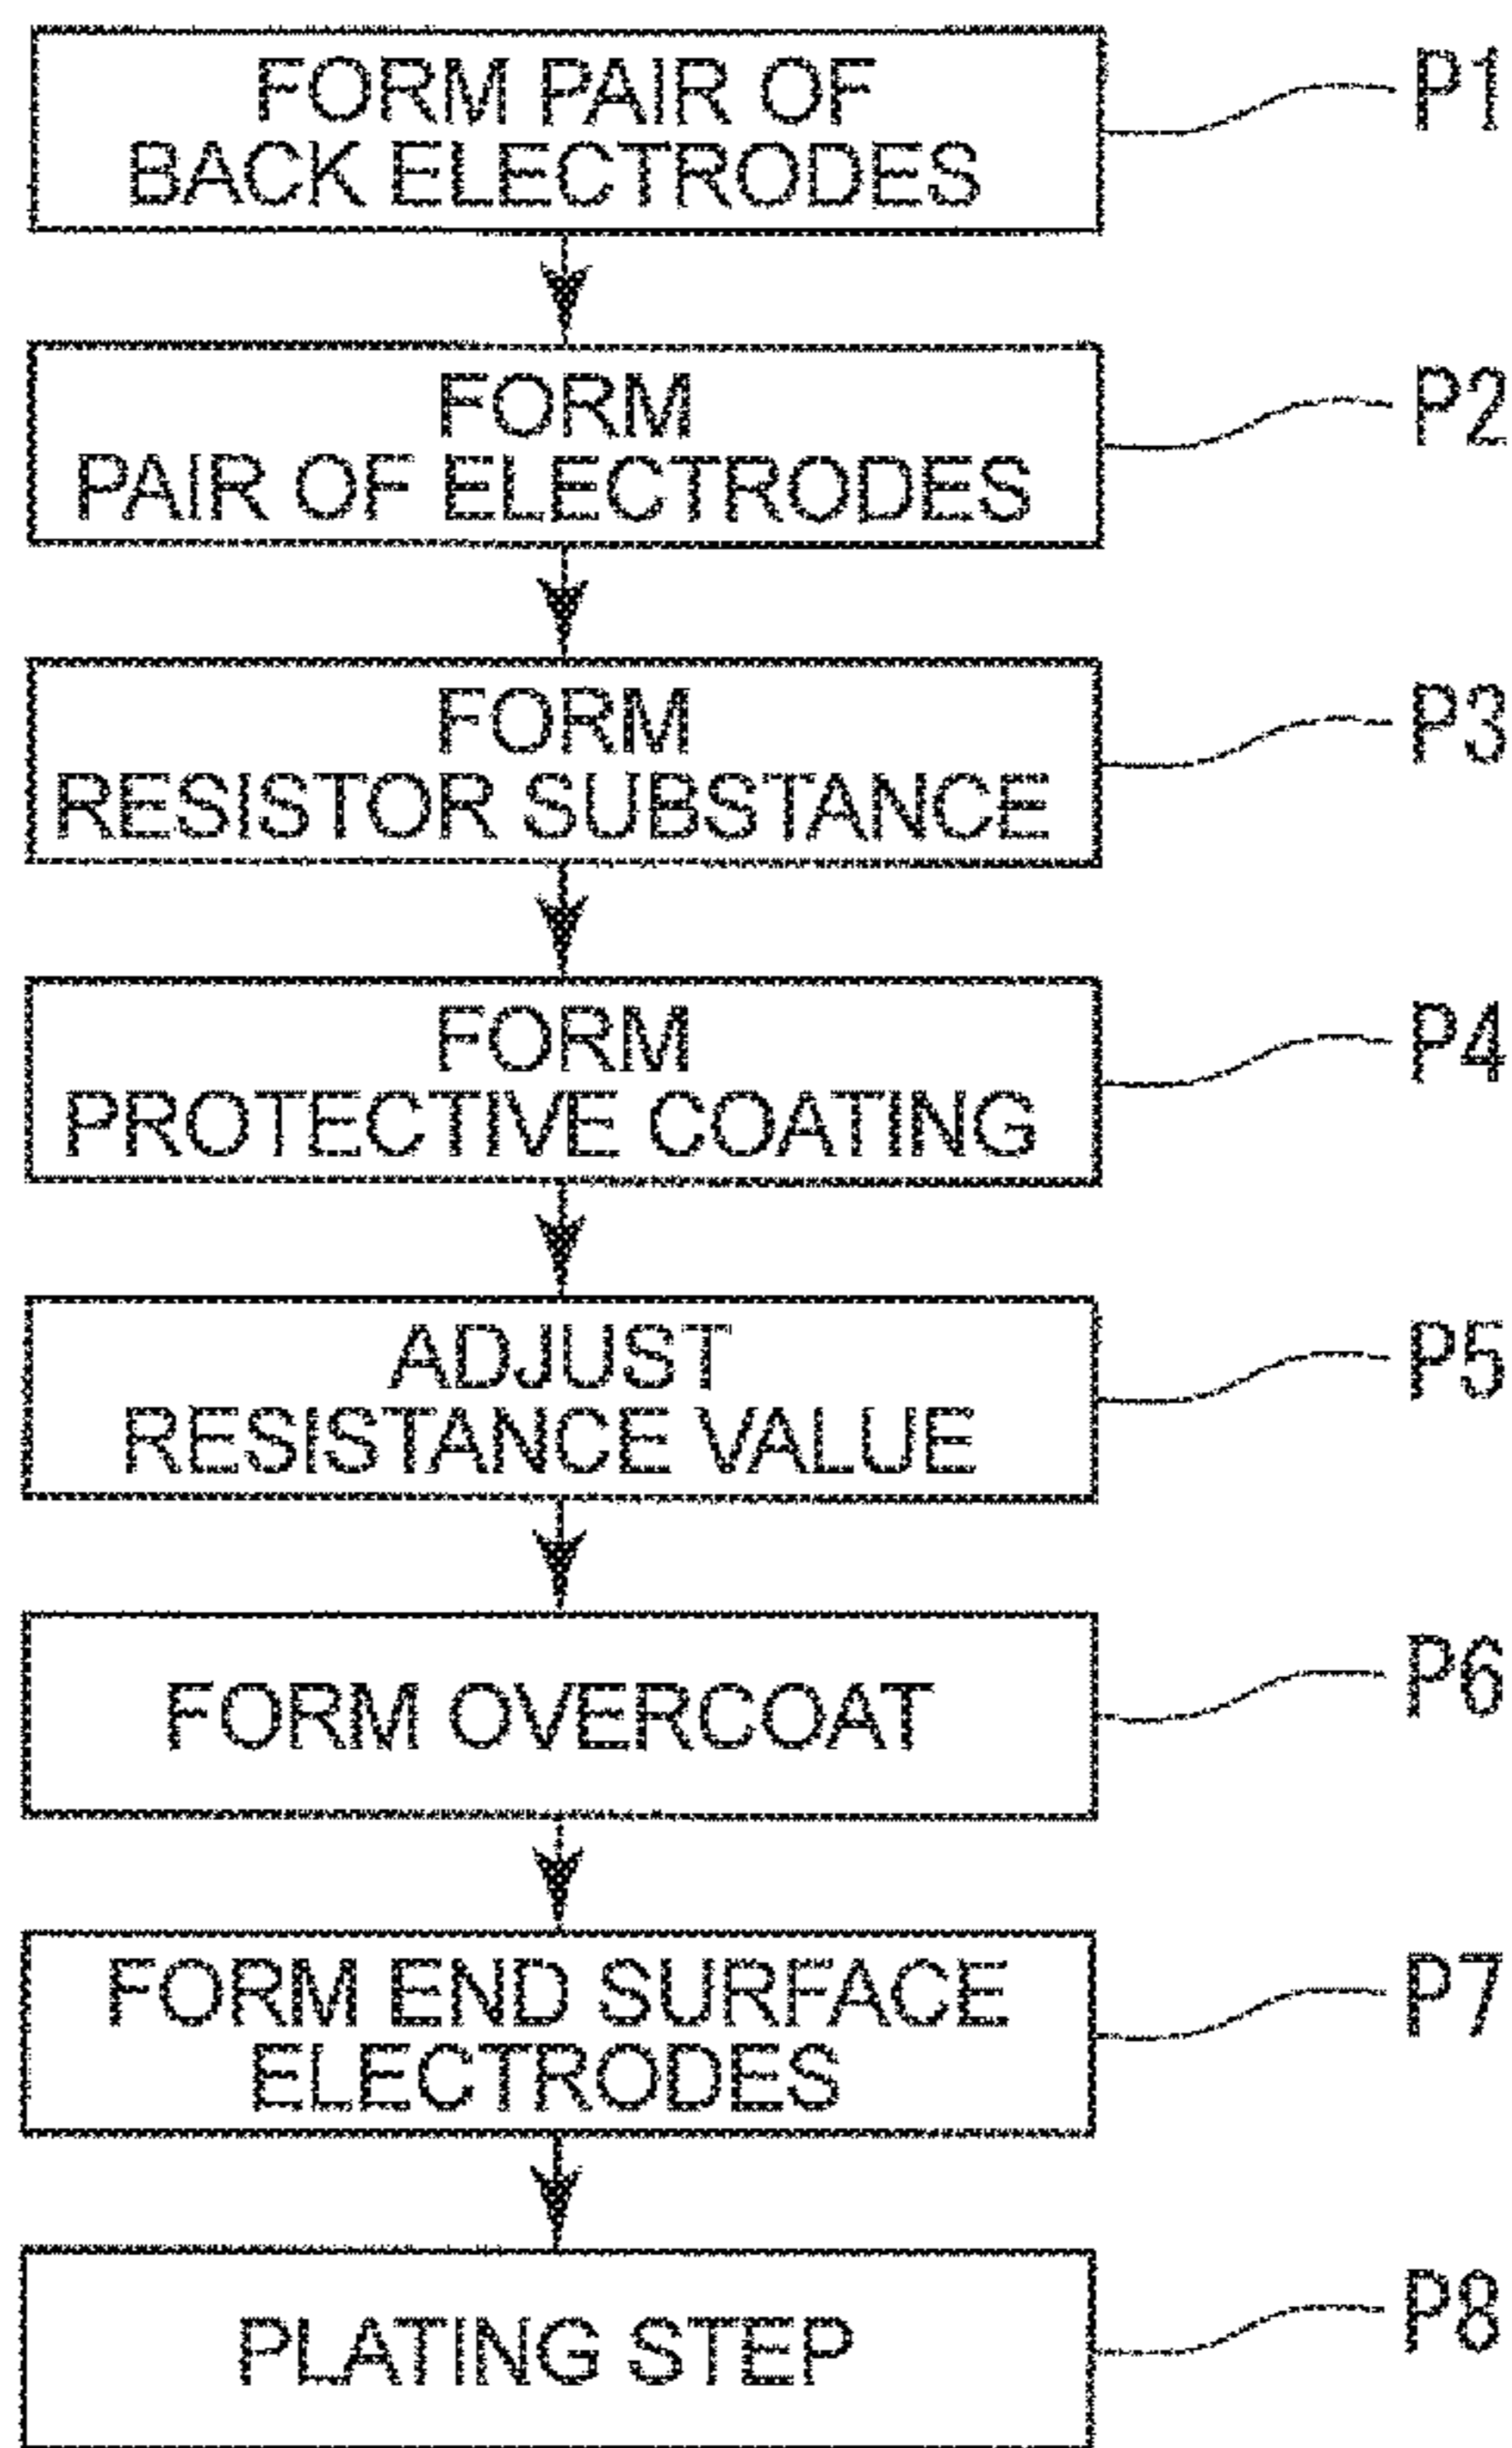 FORM PAIR OF
BACK ELECTRODES
P1
FORM
PAIR OF ELECTRODES
P2
FORM
RESISTOR SUBSTANCE
P3
FORM
PROTECTIVE COATING
P4
ADJUST
RESISTANCE VALUE
P5
FORM OVERCOAT
P6
FORM END SURFACE
ELECTRODES
P7
PLATING STEP
P8